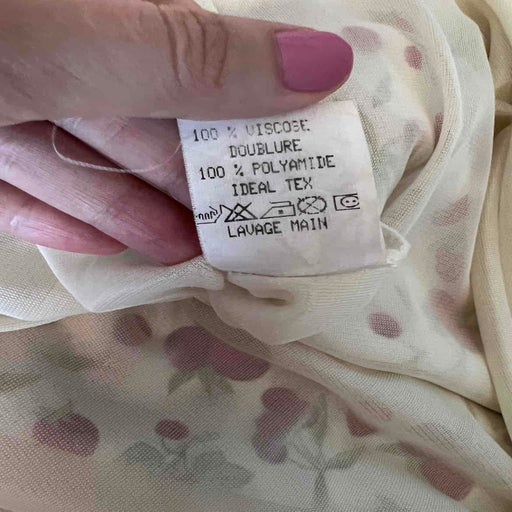 100 % VISCOSE
DOUBLURE
100 % POLYAMIDE
IDEAL TEX
LAVAGE MAIN